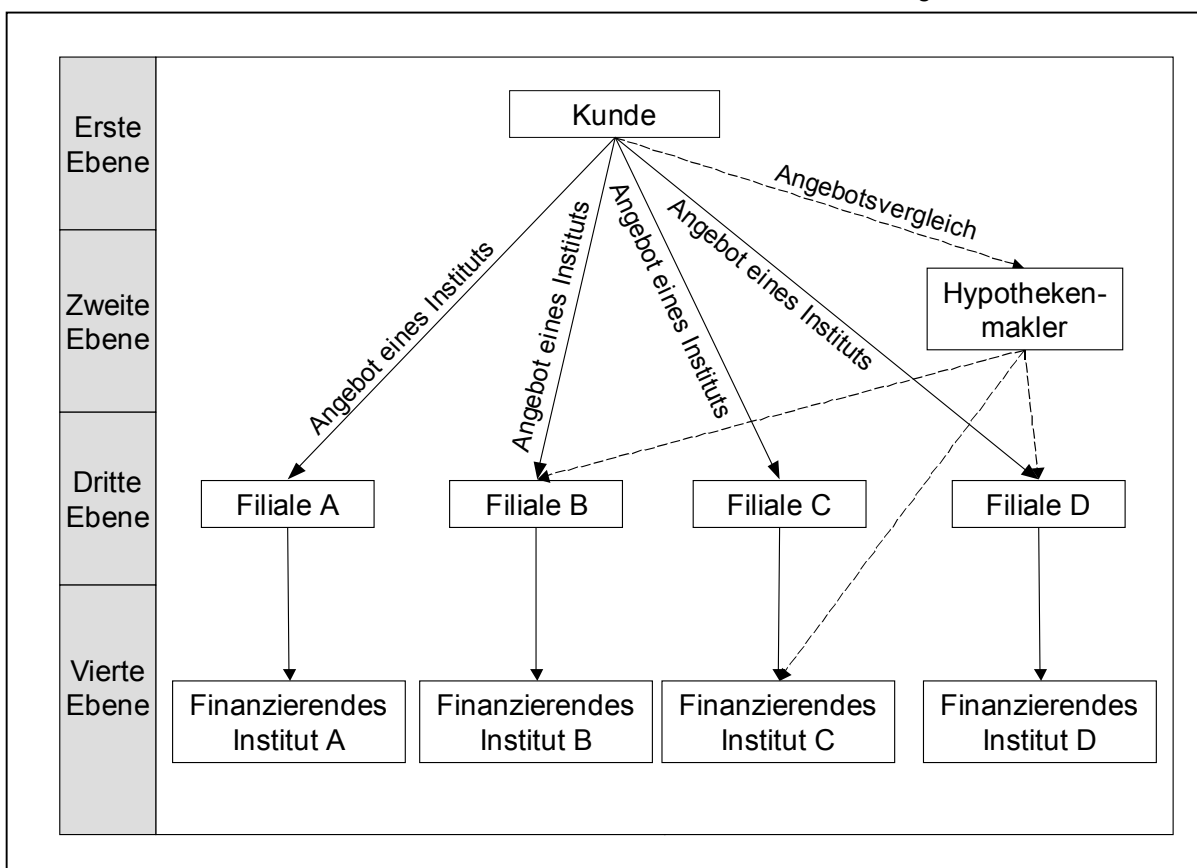 Erste
Ebene
Kunde
Angebotsvergleich
Angebot eines Instituts
Angebot eines Instituts
Angebot eines Instituts
Angebot eines Instituts
Zweite
Ebene
Hypotheken-
makler
Dritte
Ebene
Filiale A
Filiale B
Filiale C
Filiale D
Vierte
Ebene
Finanzierendes
Institut A
Finanzierendes
Institut B
Finanzierendes
Institut C
Finanzierendes
Institut D